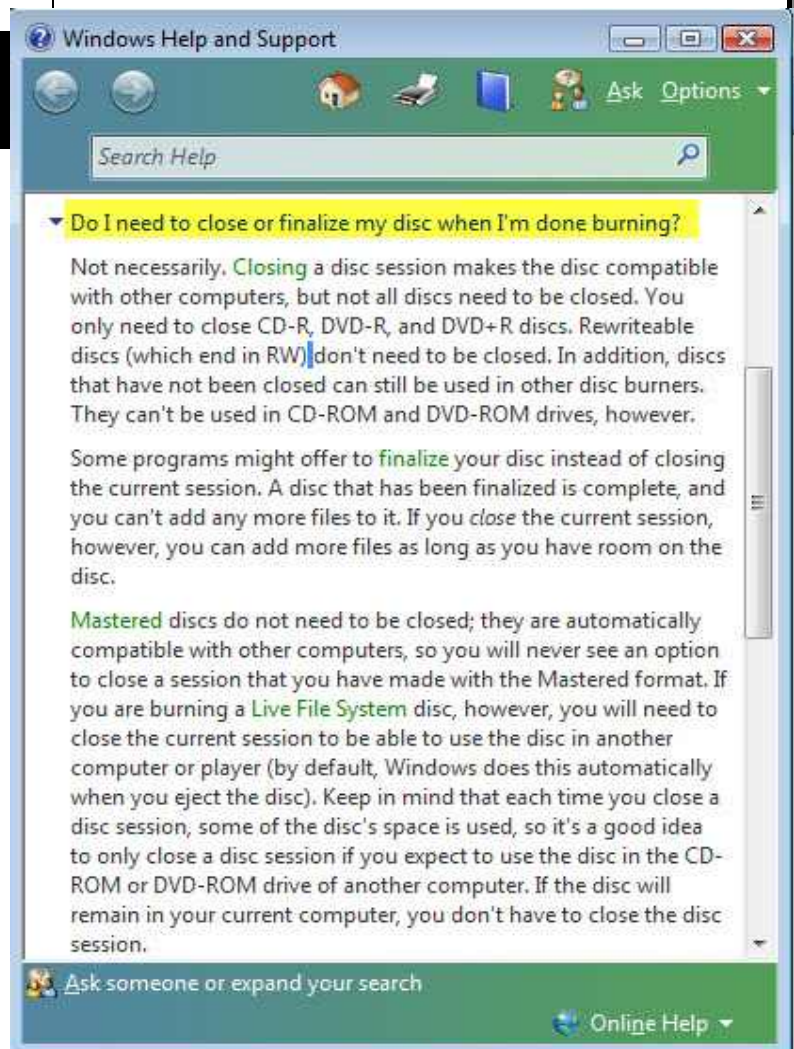 Windows Help and Support
Ask Options
Search Help
Do I need to close or finalize my disc when I'm done burning?
Not necessarily. Closing a disc session makes the disc compatible
with other computers, but not all discs need to be closed. You
only need to close CD-R, DVD-R, and DVD+R discs. Rewriteable
discs (which end in RW) don't need to be closed. In addition, discs
that have not been closed can still be used in other disc burners.
They can't be used in CD-ROM and DVD-ROM drives, however.
Some programs might offer to finalize your disc instead of closing
the current session. A disc that has been finalized is complete, and
you can't add any more files to it. If you close the current session,
however, you can add more files as long as you have room on the
disc.
Mastered discs do not need to be closed; they are automatically
compatible with other computers, so you will never see an option
to close a session that you have made with the Mastered format. If
you are burning a Live File System disc, however, you will need to
close the current session to be able to use the disc in another
computer or player (by default, Windows does this automatically
when you eject the disc). Keep in mind that each time you close a
disc session, some of the disc's space is used, so it's a good idea
to only close a disc session if you expect to use the disc in the CD-
ROM or DVD-ROM drive of another computer. If the disc will
remain in your current computer, you don't have to close the disc
session.
Ask someone or expand your search
Online Help